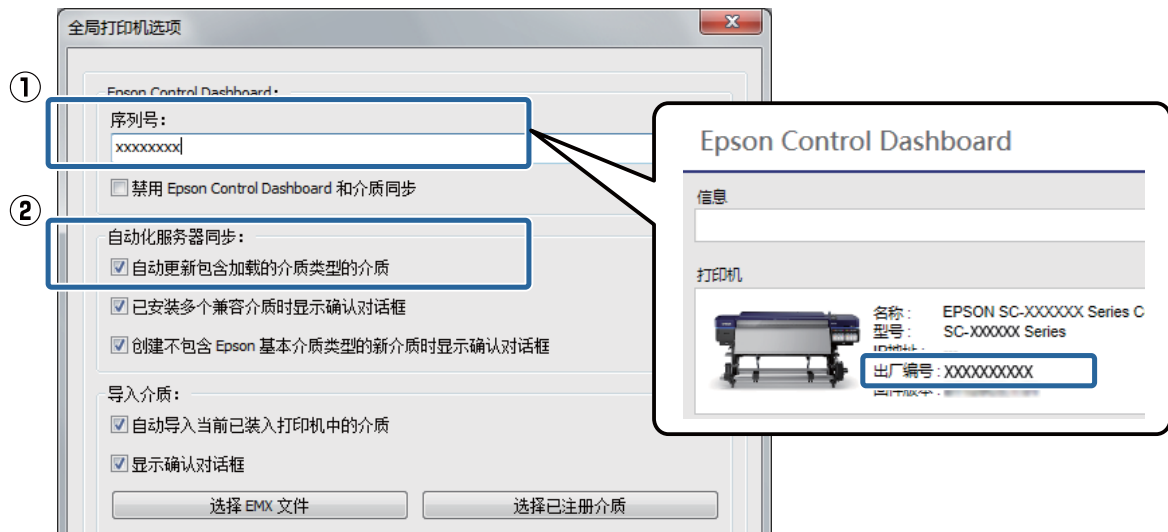 全局打印机选项
①
Epson Control Dashboard:
序列号:
xxxxxxxx
禁用 Epson Control Dashboard 和介质同步
②
自动化服务器同步:
自动更新包含加载的介质类型的介质
已安装多个兼容介质时显示确认对话框
创建不包含 Epson 基本介质类型的新介质时显示确认对话框
导入介质:
自动导入当前已装入打印机中的介质
显示确认对话框
选择 EMX 文件
选择已注册介质
Epson Control Dashboard
信息
打印机
名称: EPSON SC-XXXXXX Series C
型号: SC-XXXXXX Series
出厂编号: XXXXXXXXXX
固件版本: